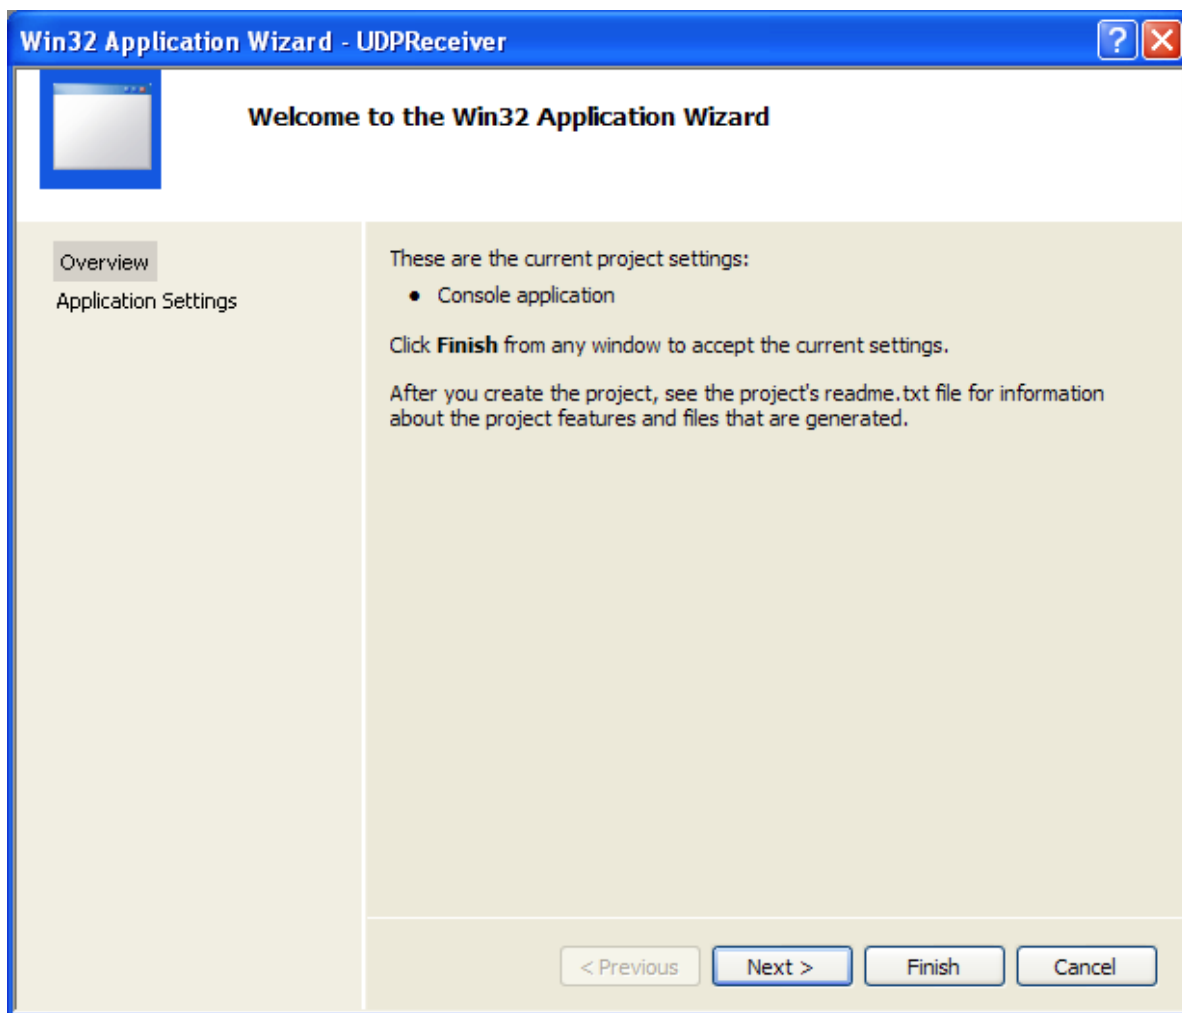 Win32 Application Wizard - UDPReceiver
Welcome to the Win32 Application Wizard
Overview
Application Settings
These are the current project settings:
● Console application
Click Finish from any window to accept the current settings.
After you create the project, see the project's readme.txt file for information
about the project features and files that are generated.
< Previous
Next >
Finish
Cancel